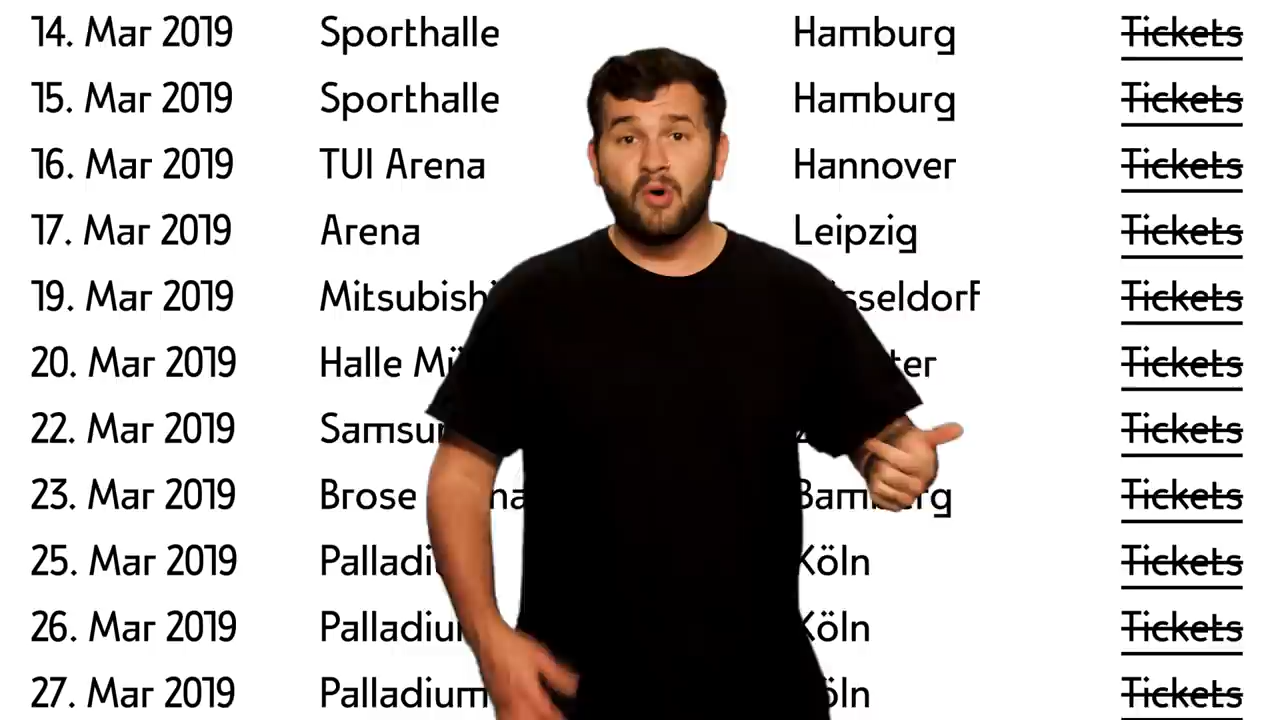 14. Mar 2019 Sporthalle Hamburg Tickets
15. Mar 2019 Sporthalle Hamburg Tickets
16. Mar 2019 TUI Arena Hannover Tickets
17. Mar 2019 Arena Leipzig Tickets
19. Mar 2019 Tickets
20. Mar 2019 Halle Tickets
22. Mar 2019 Tickets
23. Mar 2019 Brose Tickets
25. Mar 2019 Köln Tickets
26. Mar 2019 Palladium Köln Tickets
27. Mar 2019 Palladium Tickets